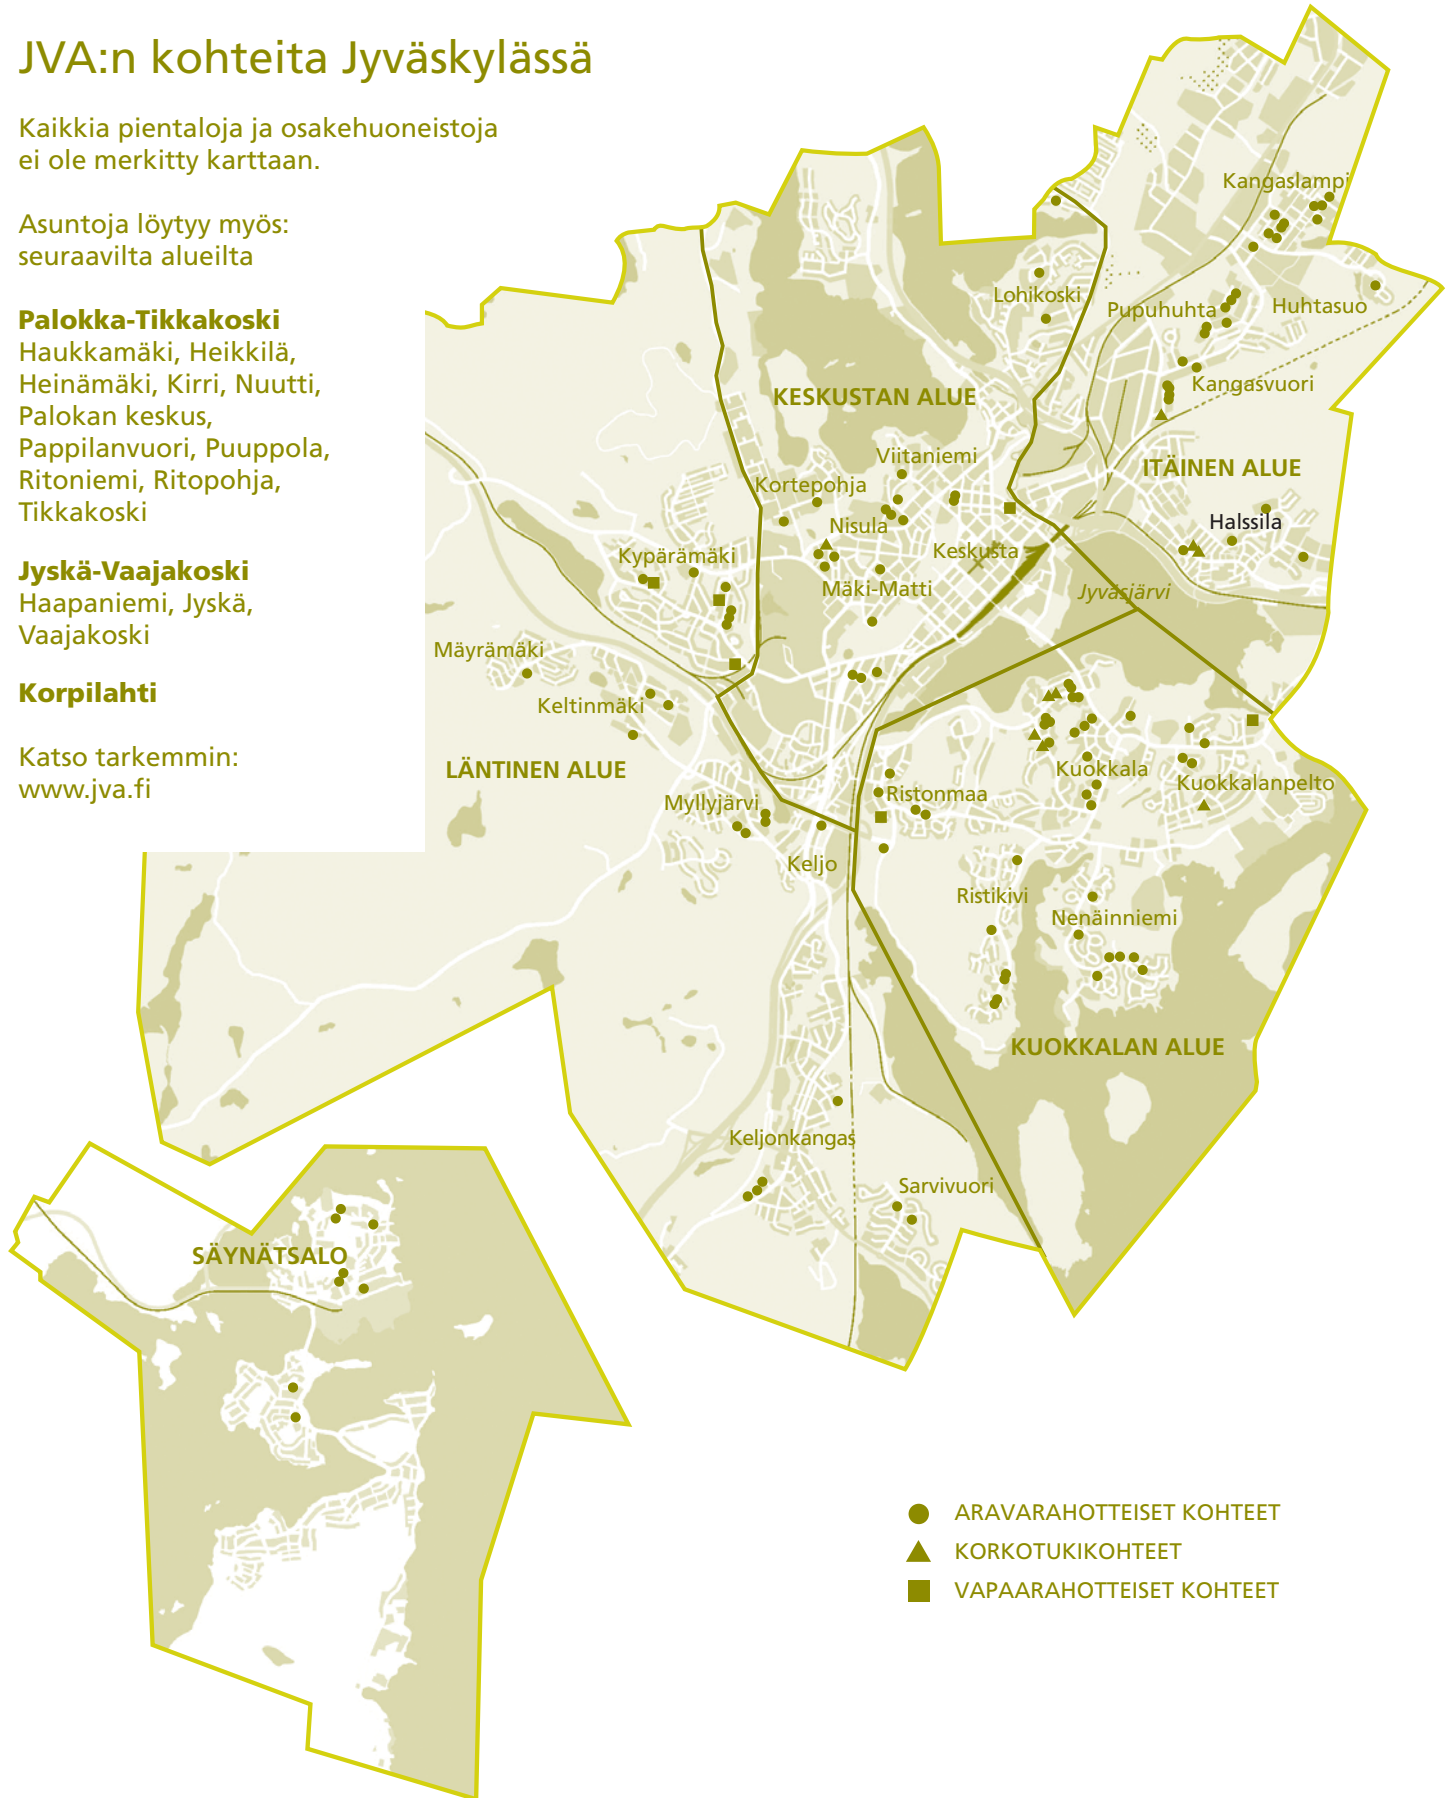 JVA:n kohteita Jyväskylässä
Kaikkia pientaloja ja osakehuoneistoja
ei ole merkitty karttaan.
Asuntoja löytyy myös:
seuraavilta alueilta
Palokka-Tikkakoski
Haukkamäki, Heikkilä,
Heinämäki, Kirri, Nuutti,
Palokan keskus,
Pappilanvuori, Puuppola,
Ritoniemi, Ritopohja,
Tikkakoski
Jyskä-Vaajakoski
Haapaniemi, Jyskä,
Vaajakoski
Korpilahti
Katso tarkemmin:
www.jva.fi
Kangaslampi
Lohikoski
Pupuhuhta
Huhtasuo
Kangasvuori
KESKUSTAN ALUE
Viitaniemi
ITÄINEN ALUE
Kortepohja
Nisula
Halssila
Keskusta
Kypärämäki
Mäki-Matti
Jyväsjärvi
Mäyrämäki
Keltinmäki
LÄNTINEN ALUE
Kuokkala
Kuokkalanpelto
Ristonmaa
Myllyjärvi
Keljo
Ristikivi
Nenäinniemi
KUOKKALAN ALUE
Keljonkangas
Sarvivuori
SÄYNÄTSALO
ARAVARAHOTTEISET KOHTEET
KORKOTUKIKOHTEET
VAPAARAHOTTEISET KOHTEET